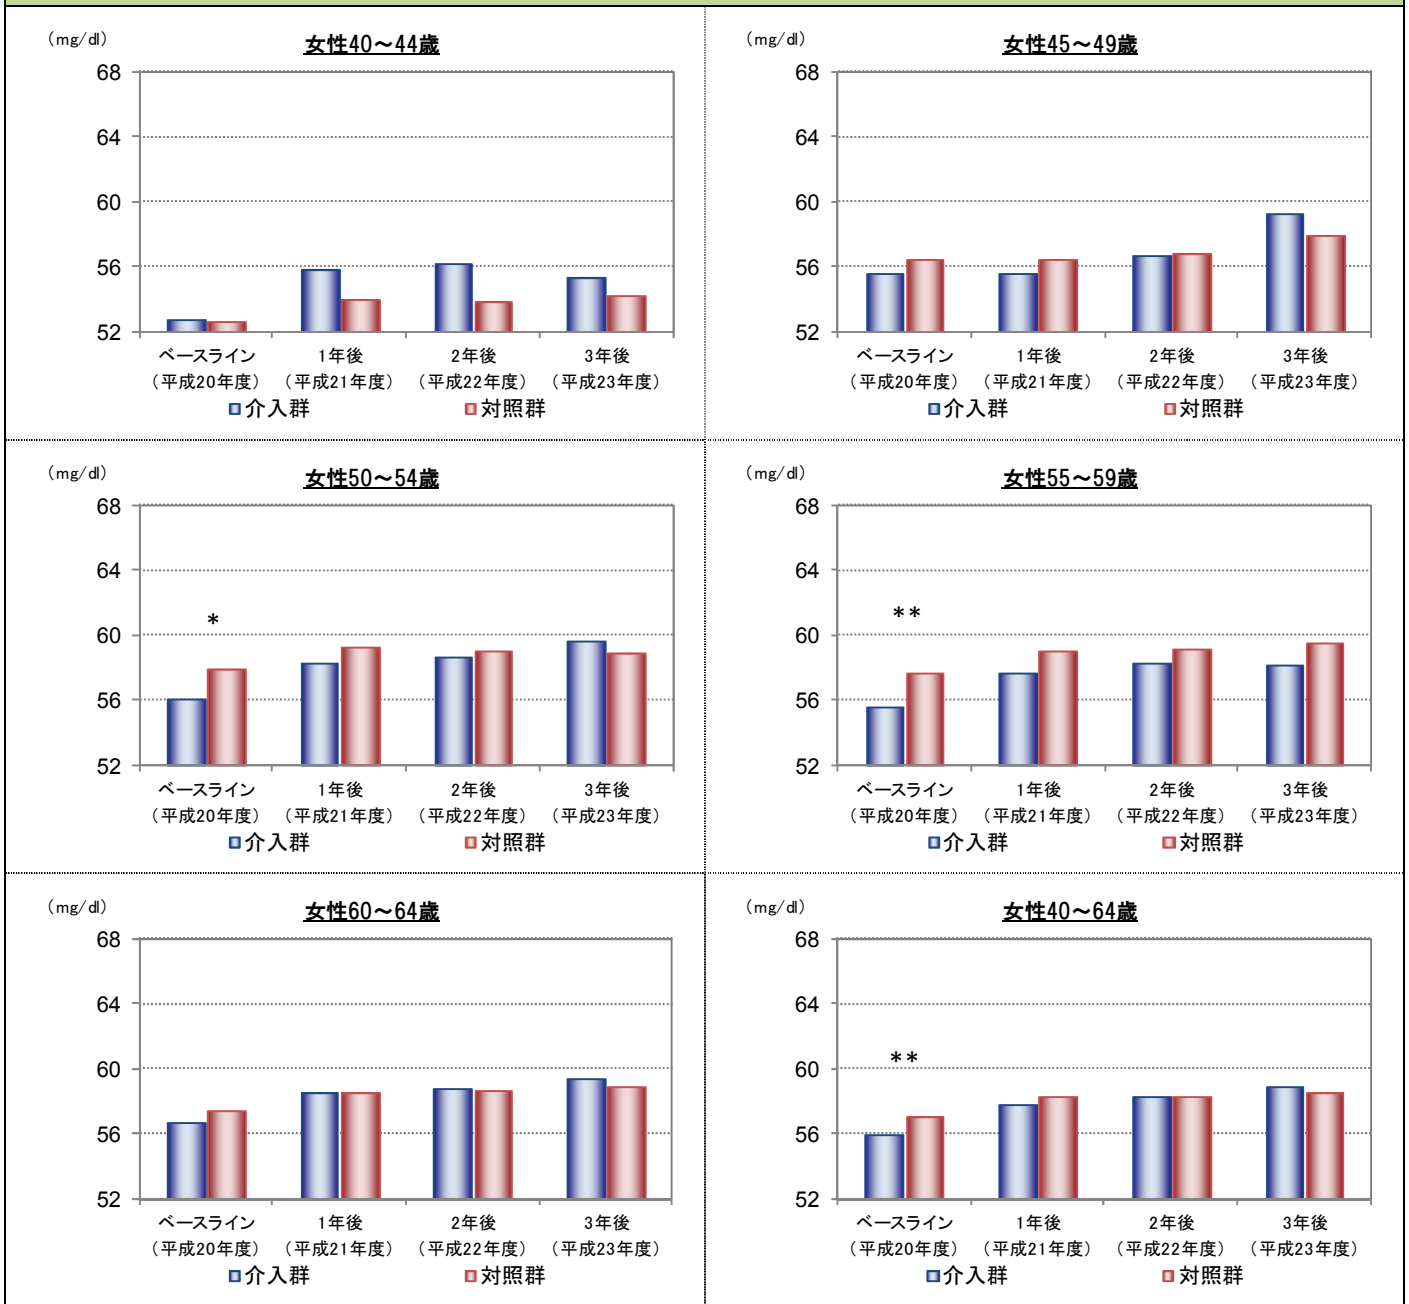 （mg/dl）
女性40～44歳
68
64
60
56
52
ベースライン 1年後 2年後 3年後
（平成20年度） （平成21年度） （平成22年度） （平成23年度）
介入群 対照群
（mg/dl）
女性45～49歳
68
64
60
56
52
ベースライン 1年後 2年後 3年後
（平成20年度） （平成21年度） （平成22年度） （平成23年度）
介入群 対照群
（mg/dl）
女性50～54歳
68
64
*
60
56
52
ベースライン 1年後 2年後 3年後
（平成20年度） （平成21年度） （平成22年度） （平成23年度）
介入群 対照群
（mg/dl）
女性55～59歳
68
64
**
60
56
52
ベースライン 1年後 2年後 3年後
（平成20年度） （平成21年度） （平成22年度） （平成23年度）
介入群 対照群
（mg/dl）
女性60～64歳
68
64
60
56
52
ベースライン 1年後 2年後 3年後
（平成20年度） （平成21年度） （平成22年度） （平成23年度）
介入群 対照群
（mg/dl）
女性40～64歳
68
64
**
60
56
52
ベースライン 1年後 2年後 3年後
（平成20年度） （平成21年度） （平成22年度） （平成23年度）
介入群 対照群